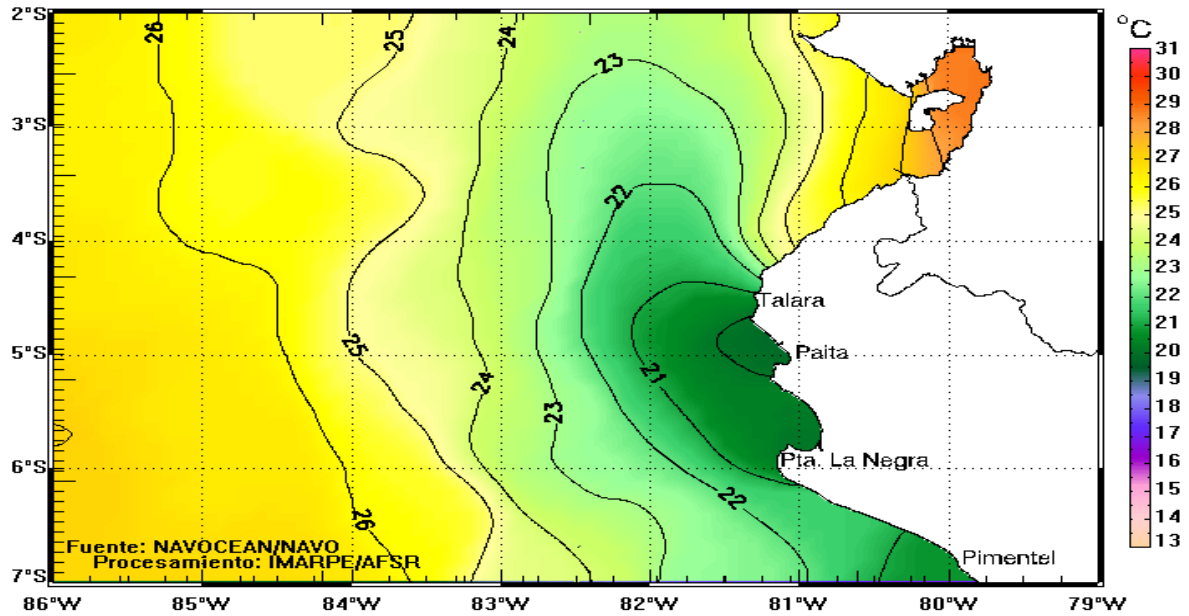 2°S
3°S
4°S
5°S
6°S
7°S
26
25
24
23
22
Talara
Paita
25
21
24
23
Pta. La Negra
22
26
Fuente: NAVOCEAN/NAVO
Procesamiento: IMARPE/AFSR
Pimentel
86°W
85°W
84°W
83°W
82°W
81°W
80°W
79°W
°C
31
30
29
28
27
26
25
24
23
22
21
20
19
18
17
16
15
14
13